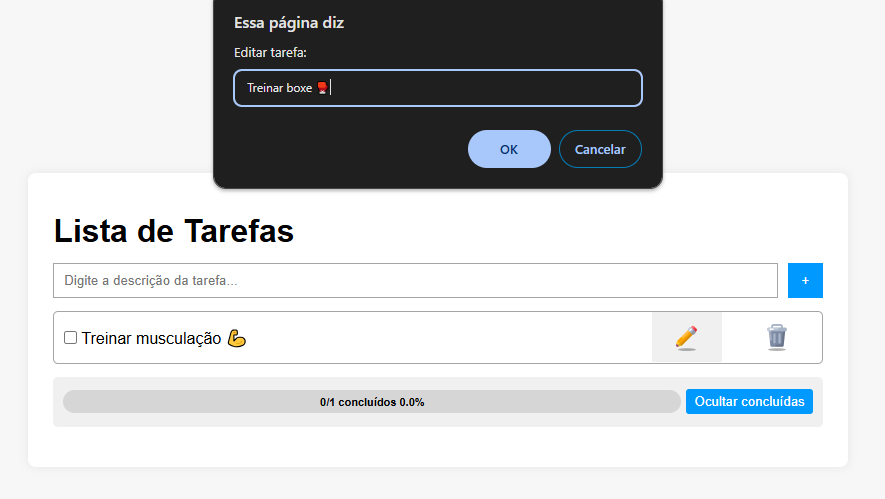 Essa página diz
Editar tarefa:
Treinar boxe 🥊
OK
Cancelar
Lista de Tarefas
Digite a descrição da tarefa...
+
Treinar musculação 💪
0/1 concluídos 0.0%
Ocultar concluídas